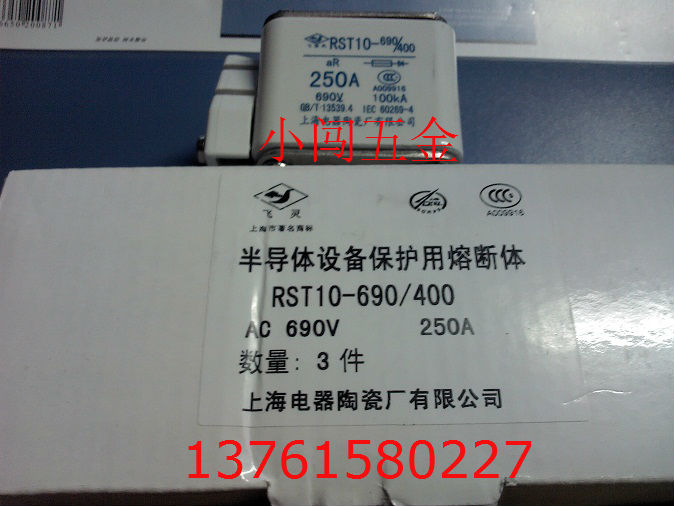 RST10-690/400
aR
250A
690V 100kA
A009916
GB/T 13539.4 IEC 60269-4
上海电器陶瓷厂有限公司
小闯五金
飞灵
上海市著名商标
A009916
半导体设备保护用熔断体
RST10-690/400
AC 690V 250A
数量: 3 件
上海电器陶瓷厂有限公司
13761580227